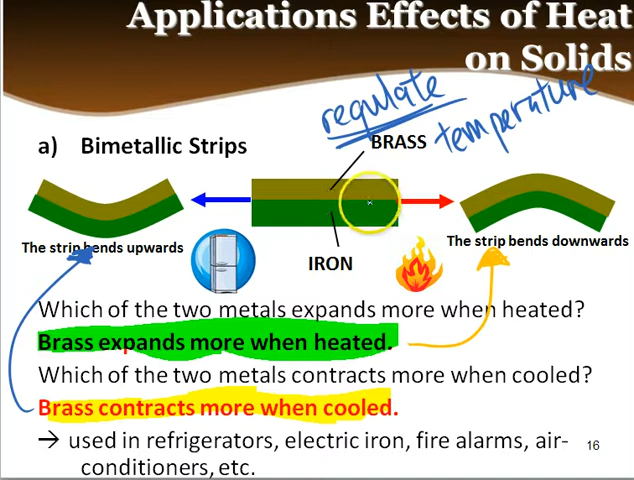 Applications Effects of Heat
on Solids
regulate
temperature
a) Bimetallic Strips
BRASS
The strip bends upwards
The strip bends downwards
IRON
Which of the two metals expands more when heated?
Brass expands more when heated.
Which of the two metals contracts more when cooled?
Brass contracts more when cooled.
→ used in refrigerators, electric iron, fire alarms, air-
conditioners, etc.
16